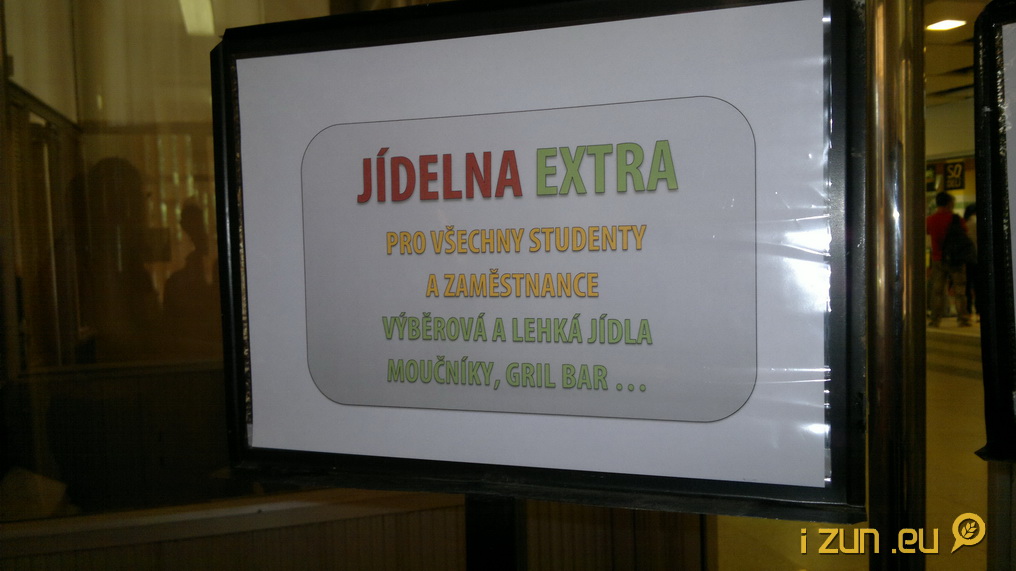 JÍDELNA EXTRA
PRO VŠECHNY STUDENTY
A ZAMĚSTNANCE
VÝBĚROVÁ A LEHKÁ JÍDLA
MOUČNÍKY, GRIL BAR ...
i zun .eu